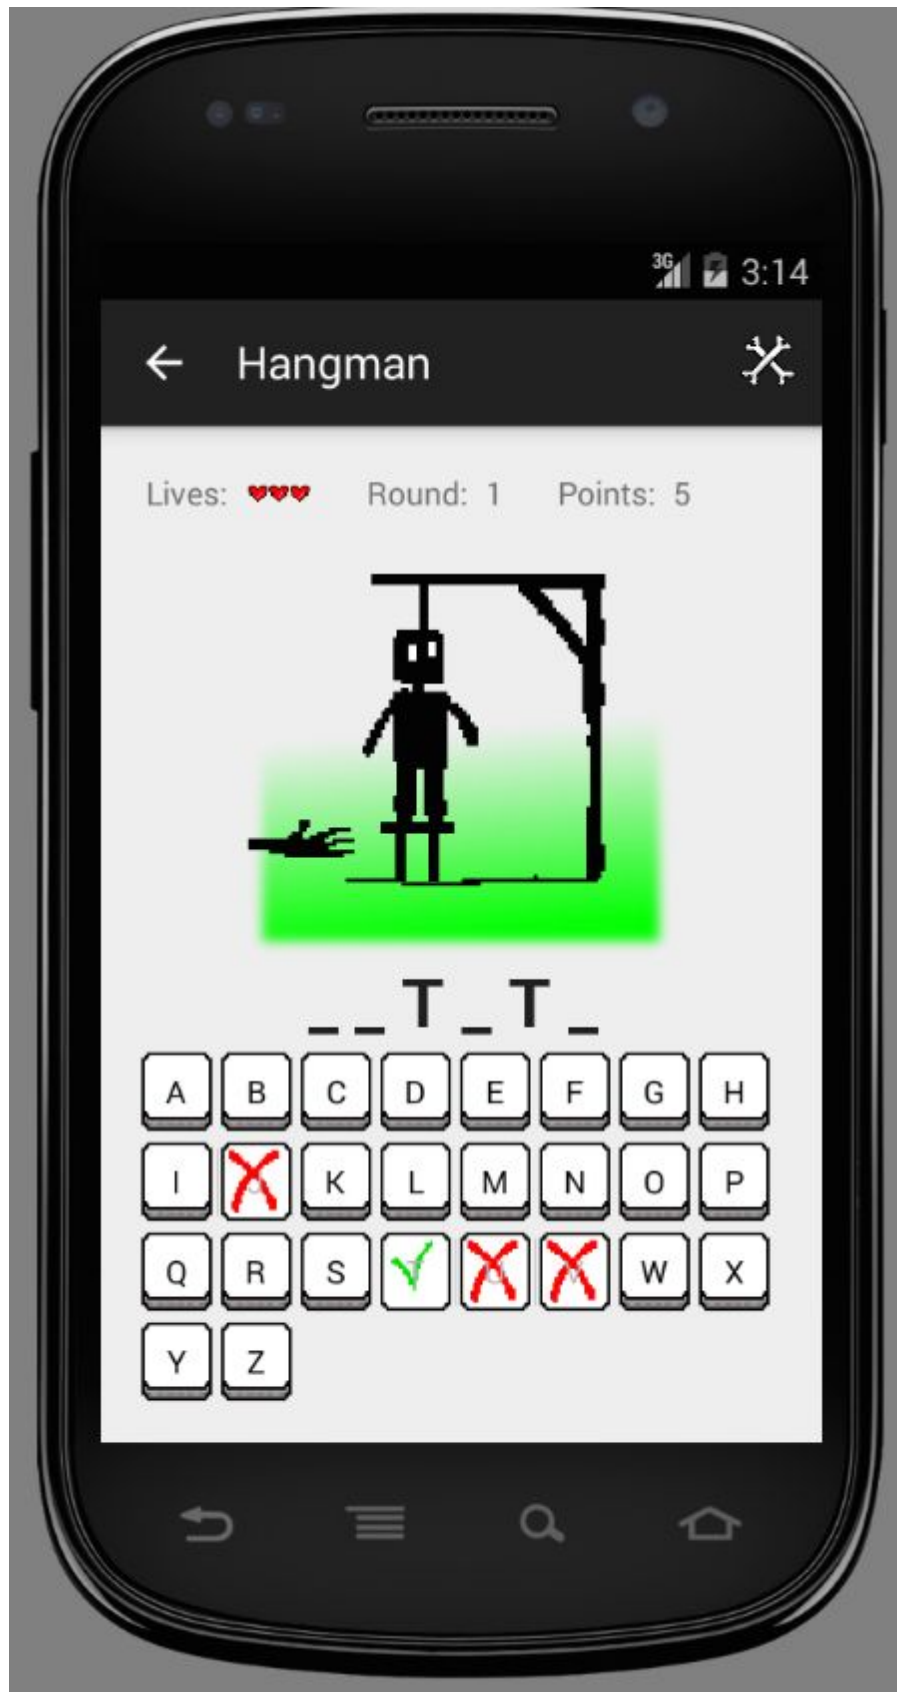 3G 3:14
Hangman
Lives: Round: 1 Points: 5
_ _ T _ T _
A B C D E F G H
I K L M N O P
Q R S W X
Y Z